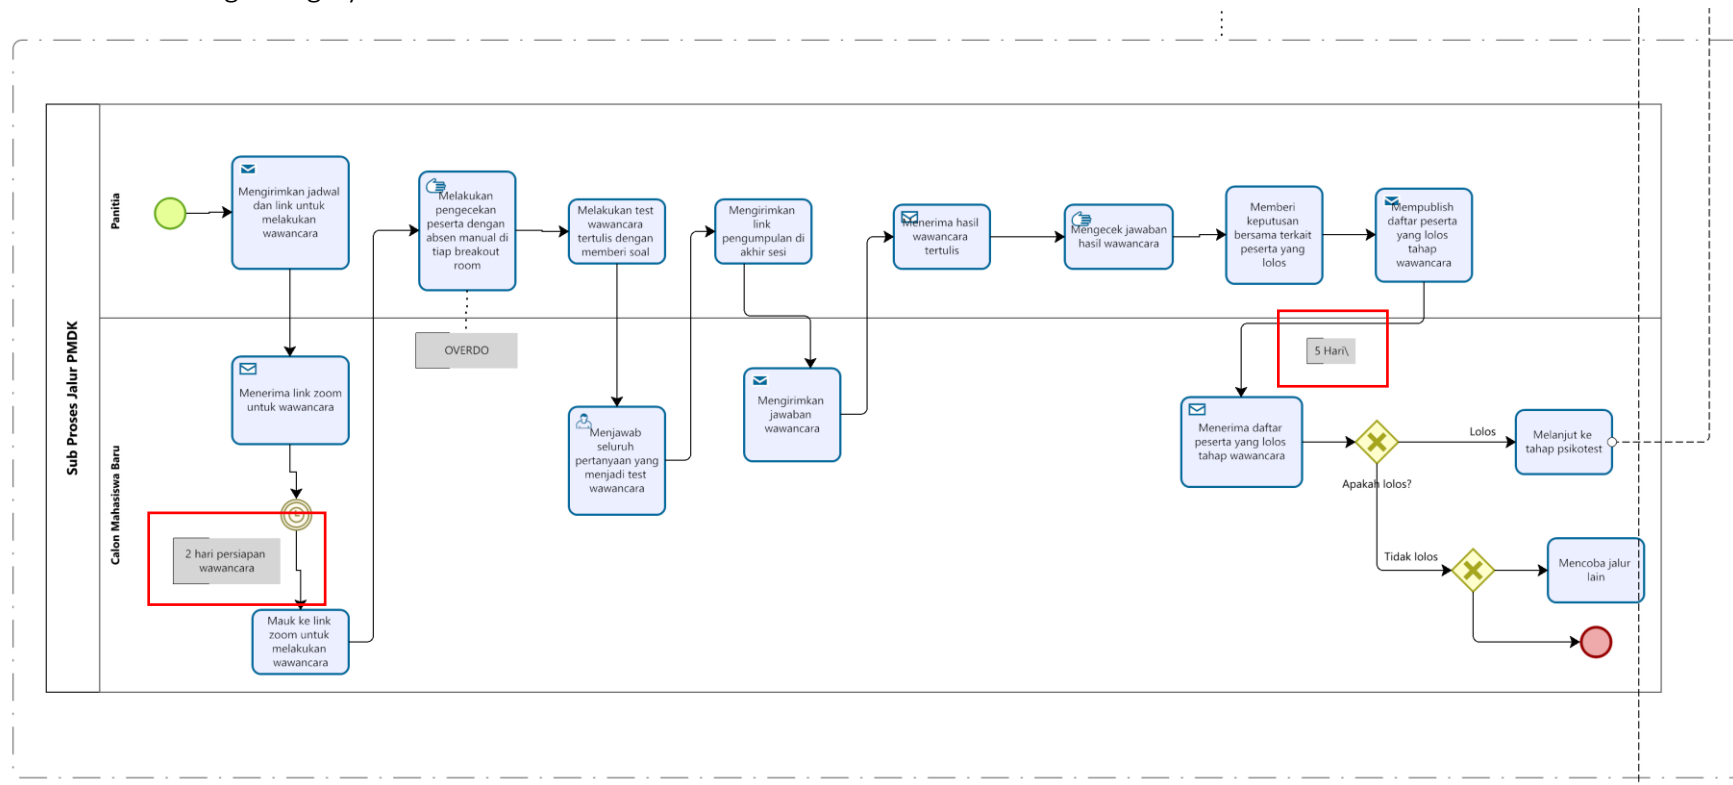 Sub Proses Jalur PMDK
Panitia
Mengirimkan jadwal
dan link untuk
melakukan
wawancara
Melakukan
pengecekan
peserta dengan
absen manual di
tiap breakout
room
Melakukan test
wawancara
tertulis dengan
memberi soal
Mengirimkan
link
pengumpulan di
akhir sesi
Menerima hasil
wawancara
tertulis
Mengecek jawaban
hasil wawancara
Memberi
keputusan
bersama terkait
peserta yang
lolos
Mempublish
daftar peserta
yang lolos
tahap
wawancara
Calon Mahasiswa Baru
OVERDO
5 Hari\
Menerima link zoom
untuk wawancara
2 hari persiapan
wawancara
Mauk ke link
zoom untuk
melakukan
wawancara
Menjawab
seluruh
pertanyaan yang
menjadi test
wawancara
Mengirimkan
jawaban
wawancara
Menerima daftar
peserta yang lolos
tahap wawancara
Apakah lolos?
Lolos
Melanjut ke
tahap psikotest
Tidak lolos
Mencoba jalur
lain